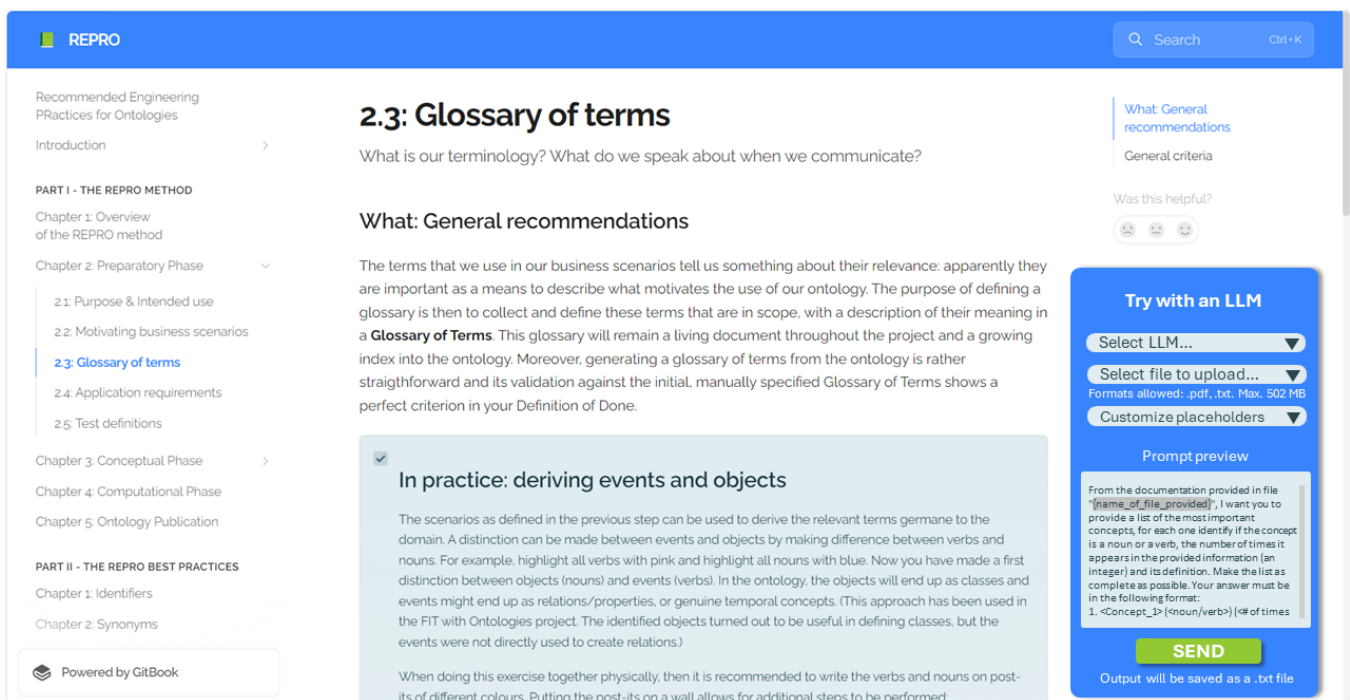 REPRO
Search
Ctrl+K
Recommended Engineering
PRactices for Ontologies
Introduction
PART I - THE REPRO METHOD
Chapter 1: Overview
of the REPRO method
Chapter 2: Preparatory Phase
2.1: Purpose & Intended use
2.2: Motivating business scenarios
2.3: Glossary of terms
2.4: Application requirements
2.5: Test definitions
Chapter 3: Conceptual Phase
Chapter 4: Computational Phase
Chapter 5: Ontology Publication
PART II - THE REPRO BEST PRACTICES
Chapter 1: Identifiers
Chapter 2: Synonyms
Powered by GitBook
2.3: Glossary of terms
What is our terminology? What do we speak about when we communicate?
What: General recommendations
The terms that we use in our business scenarios tell us something about their relevance: apparently they
are important as a means to describe what motivates the use of our ontology. The purpose of defining a
glossary is then to collect and define these terms that are in scope, with a description of their meaning in
a Glossary of Terms. This glossary will remain a living document throughout the project and a growing
index into the ontology. Moreover, generating a glossary of terms from the ontology is rather
straigthforward and its validation against the initial, manually specified Glossary of Terms shows a
perfect criterion in your Definition of Done.
In practice: deriving events and objects
The scenarios as defined in the previous step can be used to derive the relevant terms germane to the
domain. A distinction can be made between events and objects by making difference between verbs and
nouns. For example, highlight all verbs with pink and highlight all nouns with blue. Now you have made a first
distinction between objects (nouns) and events (verbs). In the ontology, the objects will end up as classes and
events might end up as relations/properties, or genuine temporal concepts. (This approach has been used in
the FIT with Ontologies project. The identified objects turned out to be useful in defining classes, but the
events were not directly used to create relations.)
When doing this exercise together physically, then it is recommended to write the verbs and nouns on post-
its of different colours. Putting the post-its on a wall allows for additional steps to be performed:
What: General
recommendations
General criteria
Was this helpful?
Try with an LLM
Select LLM...
Select file to upload...
Formats allowed: .pdf, .txt. Max. 502 MB
Customize placeholders
Prompt preview
From the documentation provided in file
"[name_of_file_provided]", I want you to
provide a list of the most important
concepts, for each one identify if the concept
is a noun or a verb, the number of times it
appears in the provided information (an
integer) and its definition. Make the list as
complete as possible. Your answer must be
in the following format:
1. <Concept_1> (<noun/verb>) (<# of times
SEND
Output will be saved as a .txt file